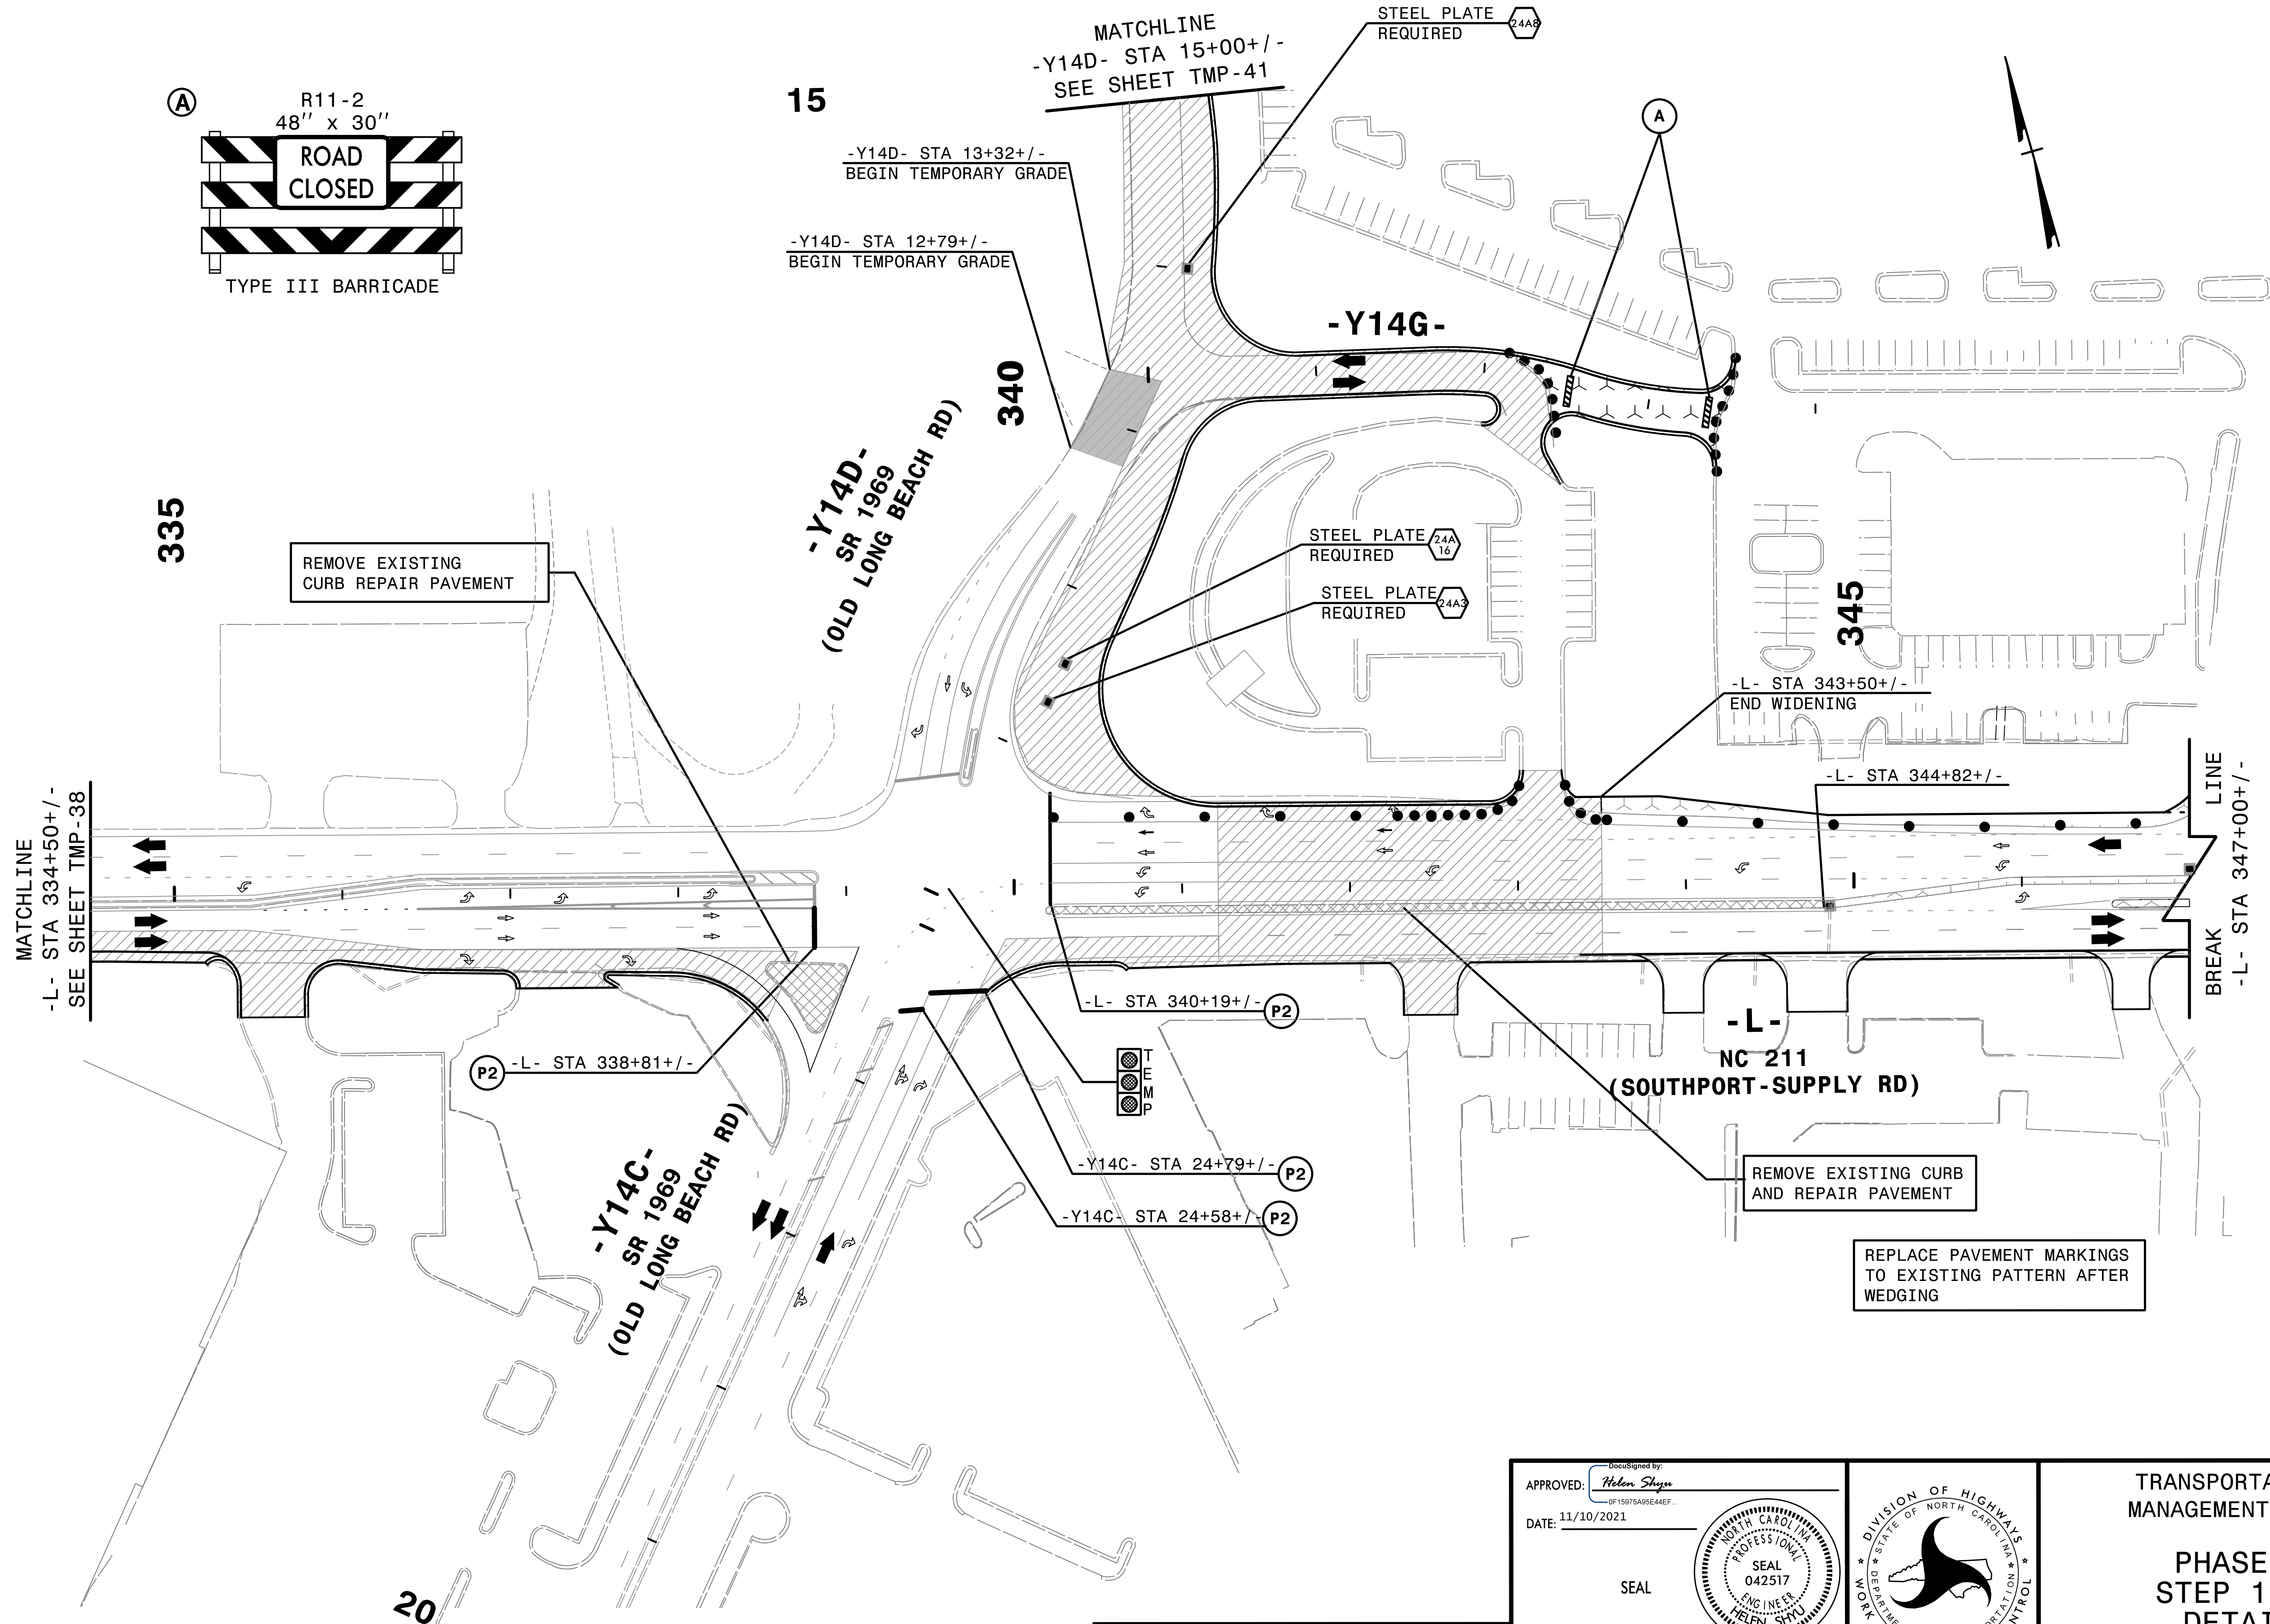 MATCHLINE
-Y14D- STA 15+00+/-
SEE SHEET TMP-41
STEEL PLATE
REQUIRED
24A8
A
R11-2
48" x 30"
ROAD
CLOSED
TYPE III BARRICADE
15
A
-Y14D- STA 13+32+/-
BEGIN TEMPORARY GRADE
-Y14D- STA 12+79+/-
BEGIN TEMPORARY GRADE
-Y14G-
340
335
345
-Y14D-
SR 1969
(OLD LONG BEACH RD)
REMOVE EXISTING
CURB REPAIR PAVEMENT
STEEL PLATE
REQUIRED
24A
16
STEEL PLATE
REQUIRED
24A3
-L- STA 343+50+/-
END WIDENING
-L- STA 344+82+/-
MATCHLINE
-L- STA 334+50+/-
SEE SHEET TMP-38
BREAK LINE
-L- STA 347+00+/-
-L- STA 340+19+/-
P2
P2
-L- STA 338+81+/-
TEMP
-L-
NC 211
(SOUTHPORT-SUPPLY RD)
-Y14C- STA 24+79+/-
P2
-Y14C- STA 24+58+/-
P2
-Y14C-
SR 1969
(OLD LONG BEACH RD)
REMOVE EXISTING CURB
AND REPAIR PAVEMENT
REPLACE PAVEMENT MARKINGS
TO EXISTING PATTERN AFTER
WEDGING
20
APPROVED:
DocuSigned by:
Helen Shyu
0F15975A95E44EF...
DATE: 11/10/2021
SEAL
NORTH CAROLINA
PROFESSIONAL
SEAL
042517
ENGINEER
HELEN SHYU
DIVISION OF HIGHWAYS
STATE OF NORTH CAROLINA
WORK
TRANSPORTA
MANAGEMENT
PHASE
STEP 1
DETAI